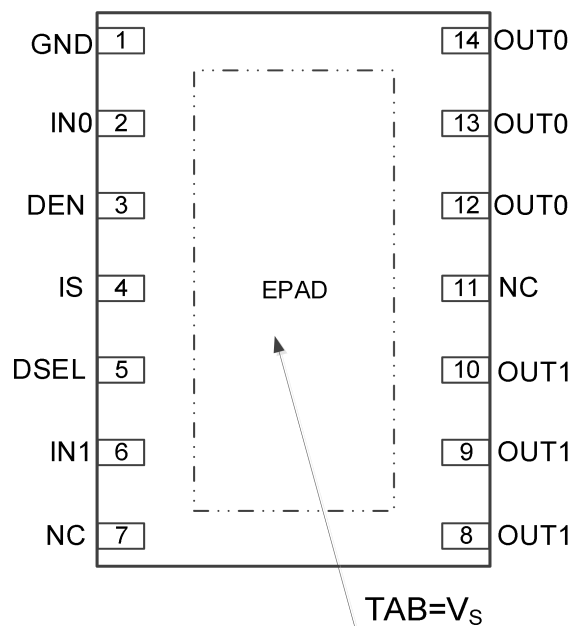 GND 1 14 OUT0
IN0 2 13 OUT0
DEN 3 12 OUT0
IS 4 EPAD 11 NC
DSEL 5 10 OUT1
IN1 6 9 OUT1
NC 7 8 OUT1
TAB=VS